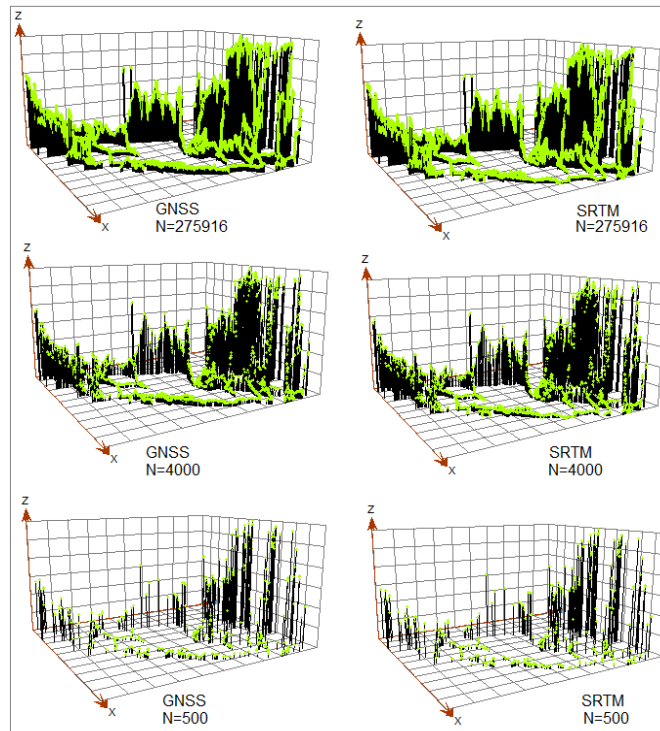 Z
X
GNSS
N=275916
Z
X
SRTM
N=275916
Z
X
GNSS
N=4000
Z
X
SRTM
N=4000
Z
X
GNSS
N=500
Z
X
SRTM
N=500